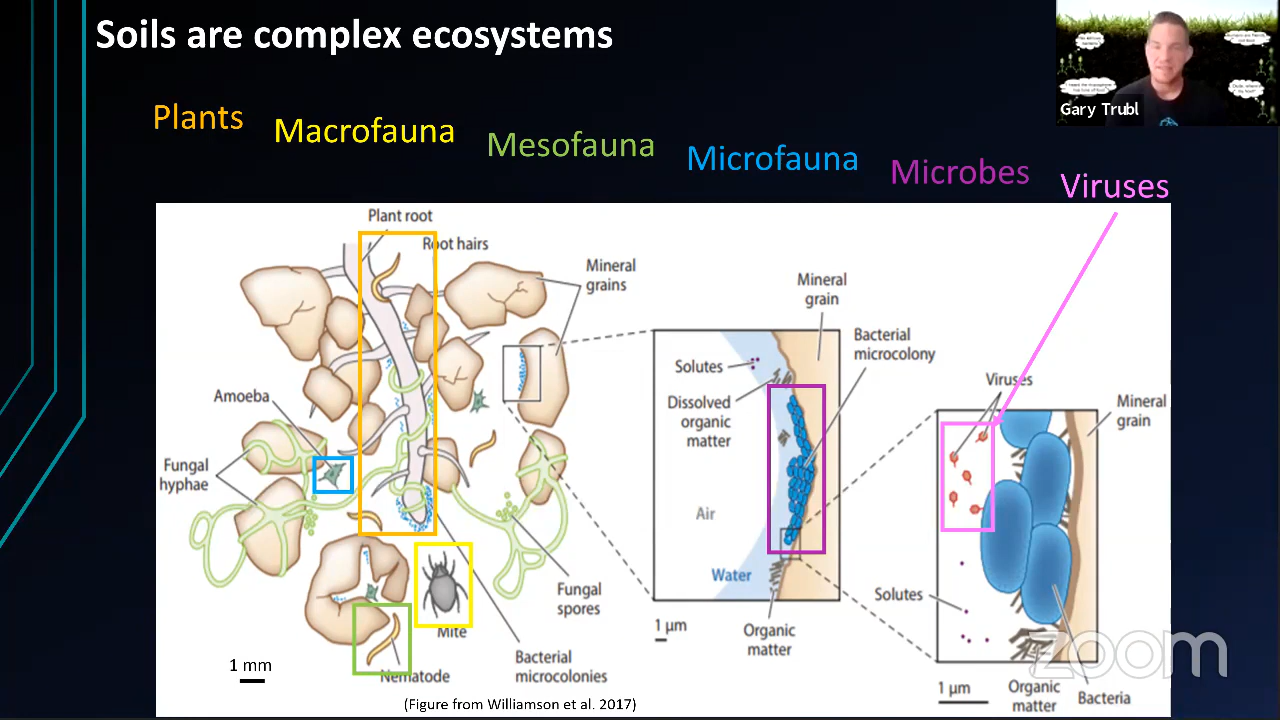 Soils are complex ecosystems
Gary Trubl
Plants
Macrofauna
Mesofauna
Microfauna
Microbes
Viruses
Plant root
Root hairs
Mineral
grains
Amoeba
Fungal
hyphae
Mite
Nematode
Fungal
spores
Bacterial
microcolonies
1 mm
Mineral
grain
Bacterial
microcolony
Solutes
Dissolved
organic
matter
Air
Water
1 µm
Organic
matter
Viruses
Mineral
grain
Solutes
1 µm
Organic
matter
Bacteria
(Figure from Williamson et al. 2017)
zoom